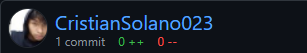 CristianSolano023
1 commit 0 ++ 0 --